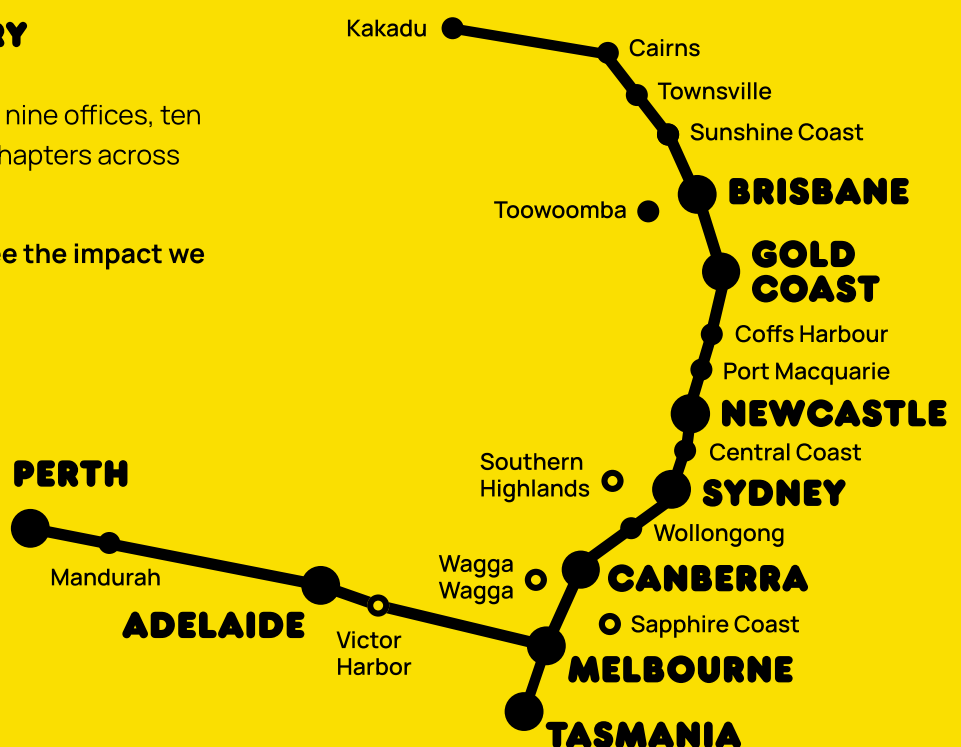 RY
nine offices, ten
hapters across
e the impact we
Kakadu
Cairns
Townsville
Sunshine Coast
BRISBANE
Toowoomba
GOLD
COAST
Coffs Harbour
Port Macquarie
NEWCASTLE
Central Coast
Southern
Highlands
SYDNEY
Wollongong
PERTH
Mandurah
ADELAIDE
Victor
Harbor
Wagga
Wagga
CANBERRA
Sapphire Coast
MELBOURNE
TASMANIA